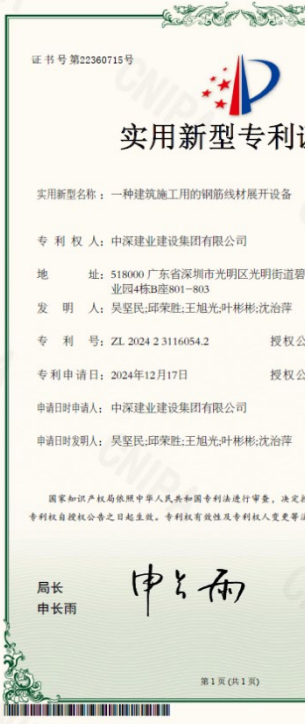 证书号第22360715号
实用新型专利
实用新型名称：一种建筑施工用的钢筋线材展开设备
专利权人：中深建业建设集团有限公司
地址：518000 广东省深圳市光明区光明街道碧
业园4栋B座801-803
发明人：吴坚民;邱荣胜;王旭光;叶彬彬;沈治萍
专利号：ZL 2024 2 3116054.2 授权公
专利申请日：2024年12月17日 授权公
申请日时申请人：中深建业建设集团有限公司
申请日时发明人：吴坚民;邱荣胜;王旭光;叶彬彬;沈治萍
国家知识产权局依照中华人民共和国专利法进行审查，决定
专利权自授权公告之日起生效。专利权有效性及专利权人变更等
局长
申长雨
申长雨
第1页(共1页)